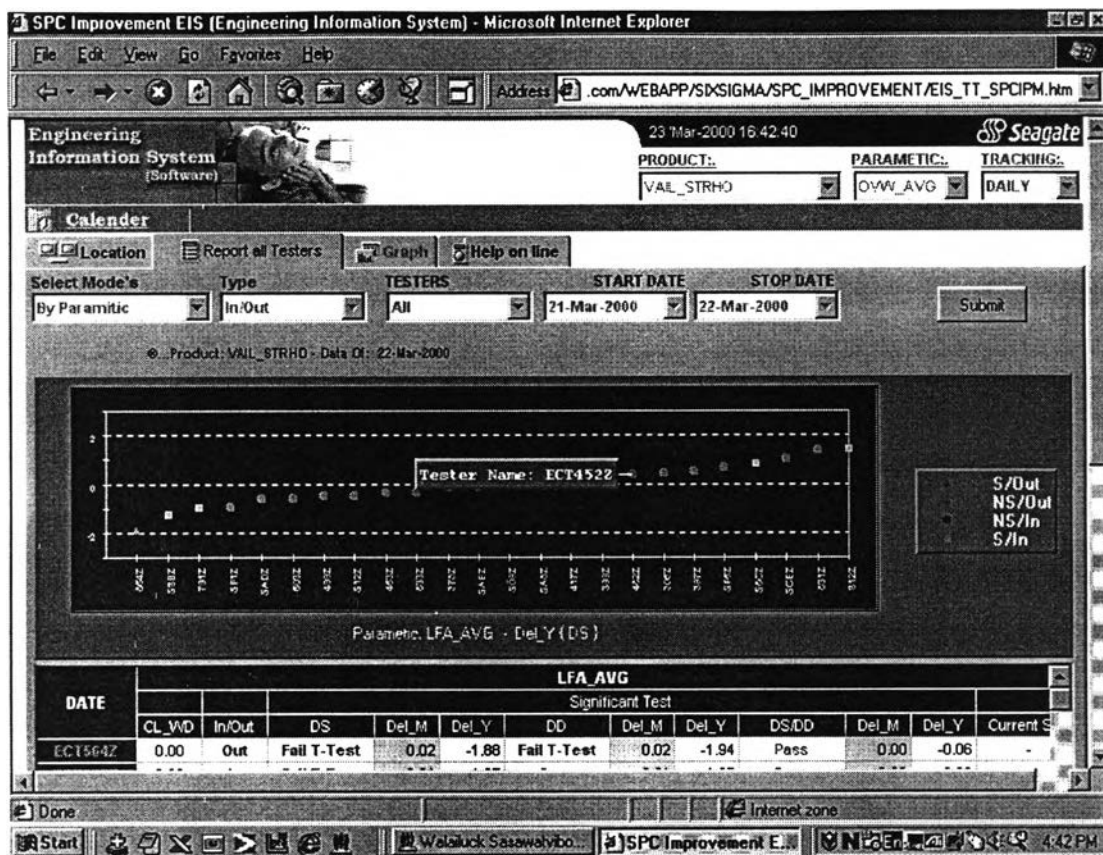 SPC Improvement EIS (Engineering Information System) - Microsoft Internet Explorer
File Edit View Go Favorites Help
Address .com/WEBAPP/SIXSIGMA/SPC_IMPROVEMENT/EIS_TT_SPCIPM.htm
Engineering
Information System
(Software)
23 Mar-2000 16:42:40
Seagate
PRODUCT:. PARAMETIC:. TRACKING:.
VAIL_STRHO OVW_AVG DAILY
Calender
Location Report all Testers Graph Help on line
Select Mode's Type TESTERS START DATE STOP DATE
By Paramitic In/Out All 21-Mar-2000 22-Mar-2000 Submit
Product: VAIL_STRHO - Data Of: 22-Mar-2000
2
0
-2
Tester Name: ECT452Z
S/Out
NS/Out
NS/In
S/In
Parametic: LFA_AVG - Del_Y (DS)
LFA_AVG
DATE
Significant Test
CL_WD In/Out DS Del_M Del_Y DD Del_M Del_Y DS/DD Del_M Del_Y Current S
ECT564Z 0.00 Out Fail T-Test 0.02 -1.88 Fail T-Test 0.02 -1.94 Pass 0.00 -0.06 -
Done
Internet zone
Start
SPC Improvement E...
4:42 PM